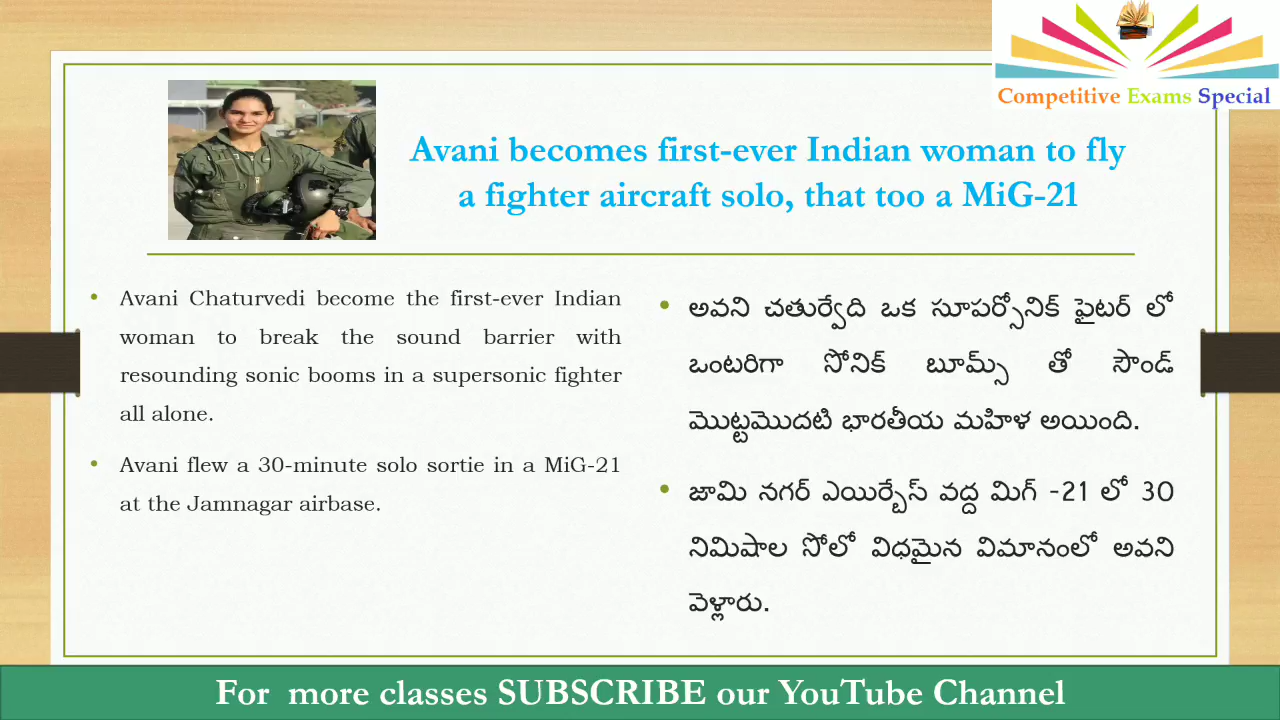 Competitive Exams Special
Avani becomes first-ever Indian woman to fly
a fighter aircraft solo, that too a MiG-21
• Avani Chaturvedi become the first-ever Indian
woman to break the sound barrier with
resounding sonic booms in a supersonic fighter
all alone.
• Avani flew a 30-minute solo sortie in a MiG-21
at the Jamnagar airbase.
• అవని చతుర్వేది ఒక సూపర్సోనిక్ ఫైటర్ లో
ఒంటరిగా సోనిక్ బూమ్స్ తో సౌండ్
మొట్టమొదటి భారతీయ మహిళ అయింది.
• జామి నగర్ ఎయిర్బేస్ వద్ద మిగ్ -21 లో 30
నిమిషాల సోలో విధమైన విమానంలో అవని
వెళ్లారు.
For more classes SUBSCRIBE our YouTube Channel